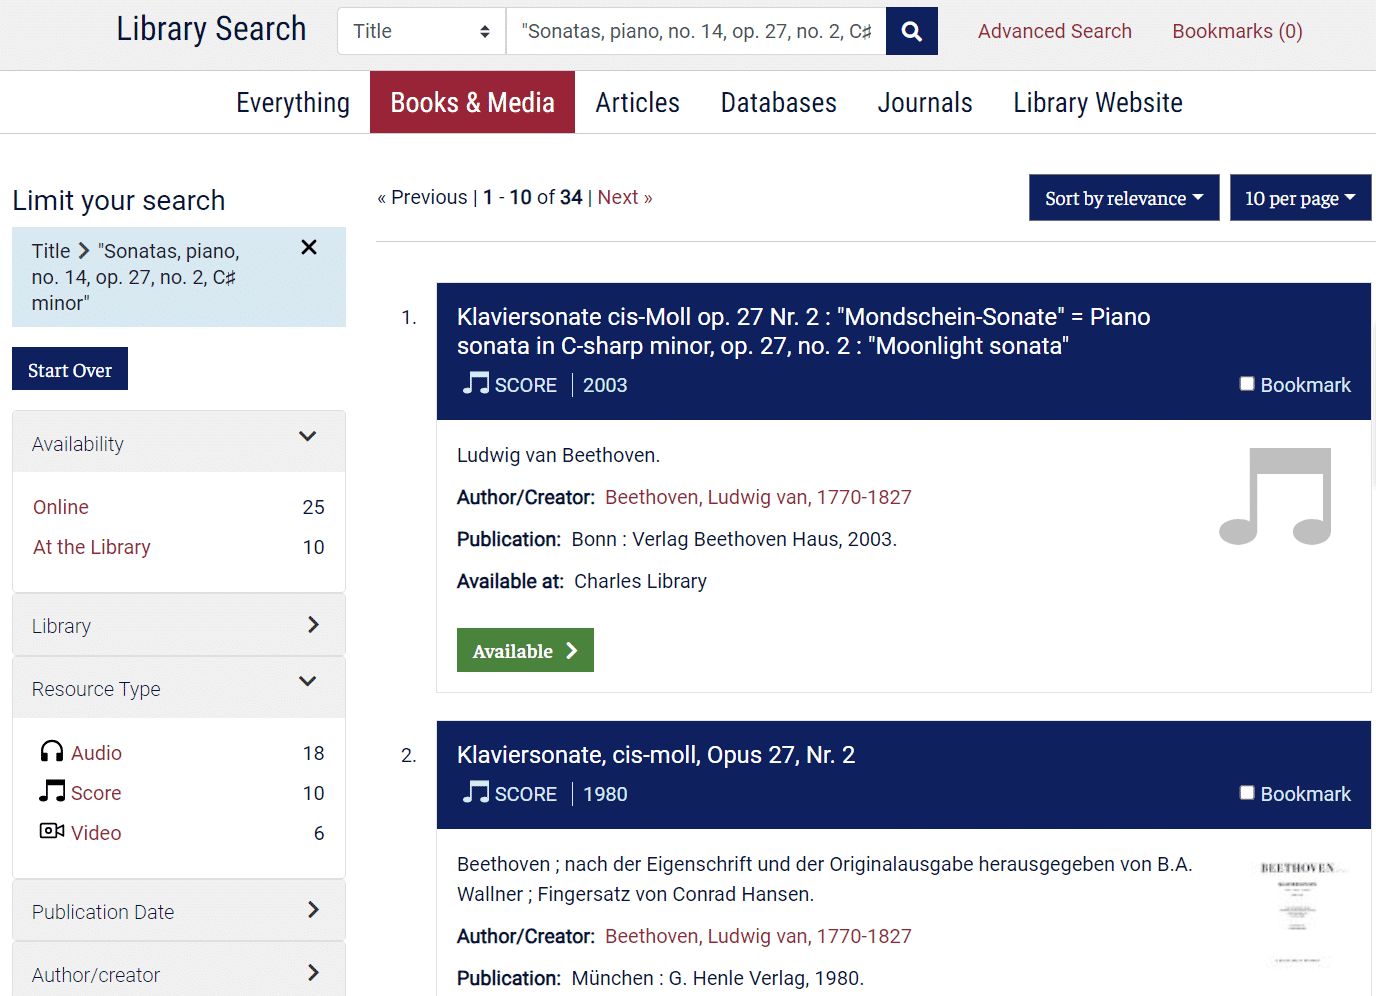 Library Search
Title
"Sonatas, piano, no. 14, op. 27, no. 2, C♯
Advanced Search
Bookmarks (0)
Everything
Books & Media
Articles
Databases
Journals
Library Website
Limit your search
Title > "Sonatas, piano,
no. 14, op. 27, no. 2, C♯
minor"
Start Over
Availability
Online 25
At the Library 10
Library
Resource Type
Audio 18
Score 10
Video 6
Publication Date
Author/creator
« Previous | 1 - 10 of 34 | Next »
Sort by relevance
10 per page
1.
Klaviersonate cis-Moll op. 27 Nr. 2 : "Mondschein-Sonate" = Piano
sonata in C-sharp minor, op. 27, no. 2 : "Moonlight sonata"
SCORE | 2003
Bookmark
Ludwig van Beethoven.
Author/Creator: Beethoven, Ludwig van, 1770-1827
Publication: Bonn : Verlag Beethoven Haus, 2003.
Available at: Charles Library
Available
2.
Klaviersonate, cis-moll, Opus 27, Nr. 2
SCORE | 1980
Bookmark
Beethoven ; nach der Eigenschrift und der Originalausgabe herausgegeben von B.A.
Wallner ; Fingersatz von Conrad Hansen.
Author/Creator: Beethoven, Ludwig van, 1770-1827
Publication: München : G. Henle Verlag, 1980.
BEETHOVEN